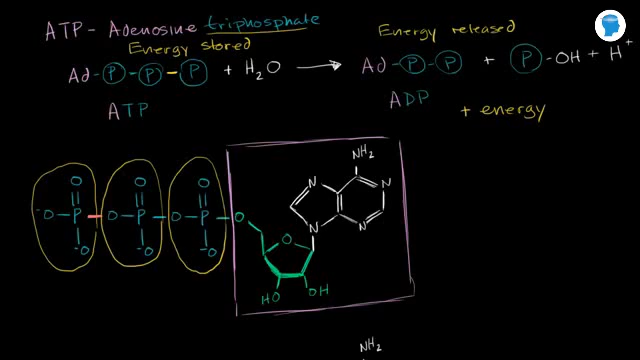 ATP - Adenosine triphosphate
Energy stored
Energy released
Ad - P - P - P + H₂O → Ad - P - P + P - OH + H⁺
ATP
ADP
+ energy
NH₂
O O O
N N
⁻O - P - O - P - O - P - O
N N
⁻O ⁻O ⁻O
O
HO OH
NH₂